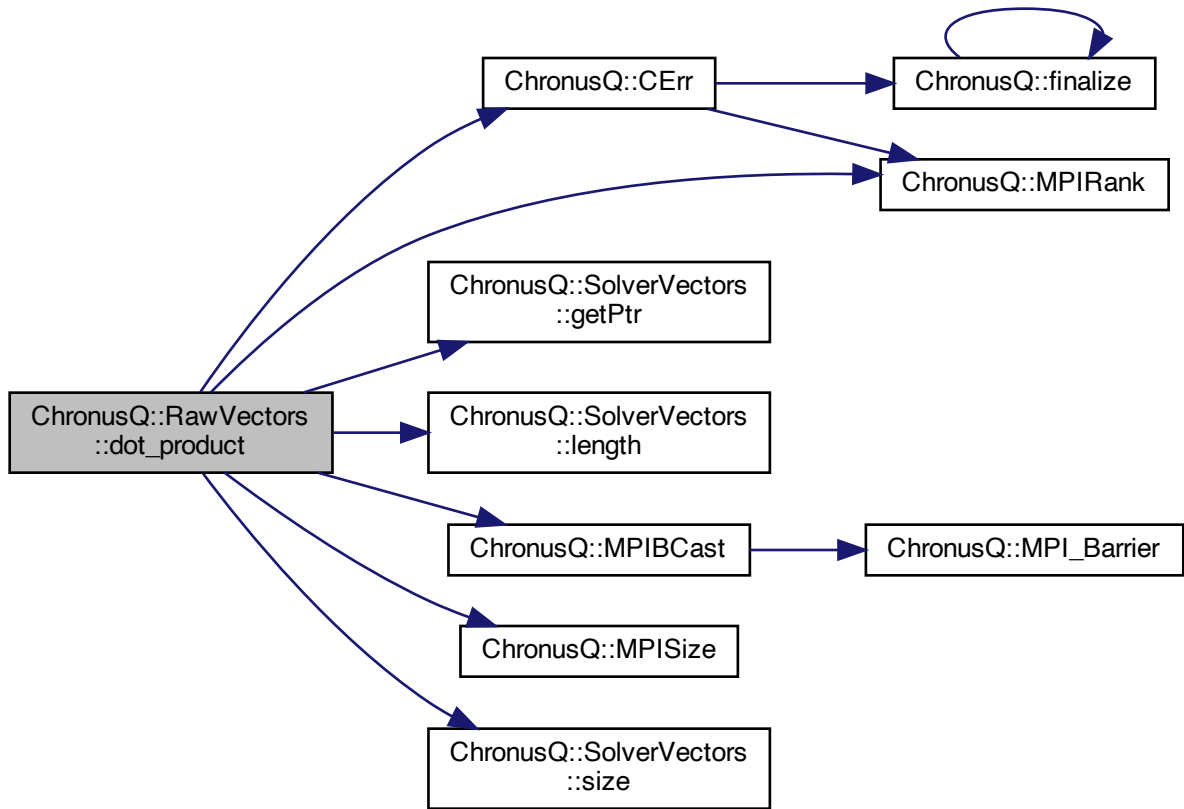 ChronusQ::CErr
ChronusQ::finalize
ChronusQ::MPIRank
ChronusQ::SolverVectors
::getPtr
ChronusQ::RawVectors
::dot_product
ChronusQ::SolverVectors
::length
ChronusQ::MPIBCast
ChronusQ::MPI_Barrier
ChronusQ::MPISize
ChronusQ::SolverVectors
::size